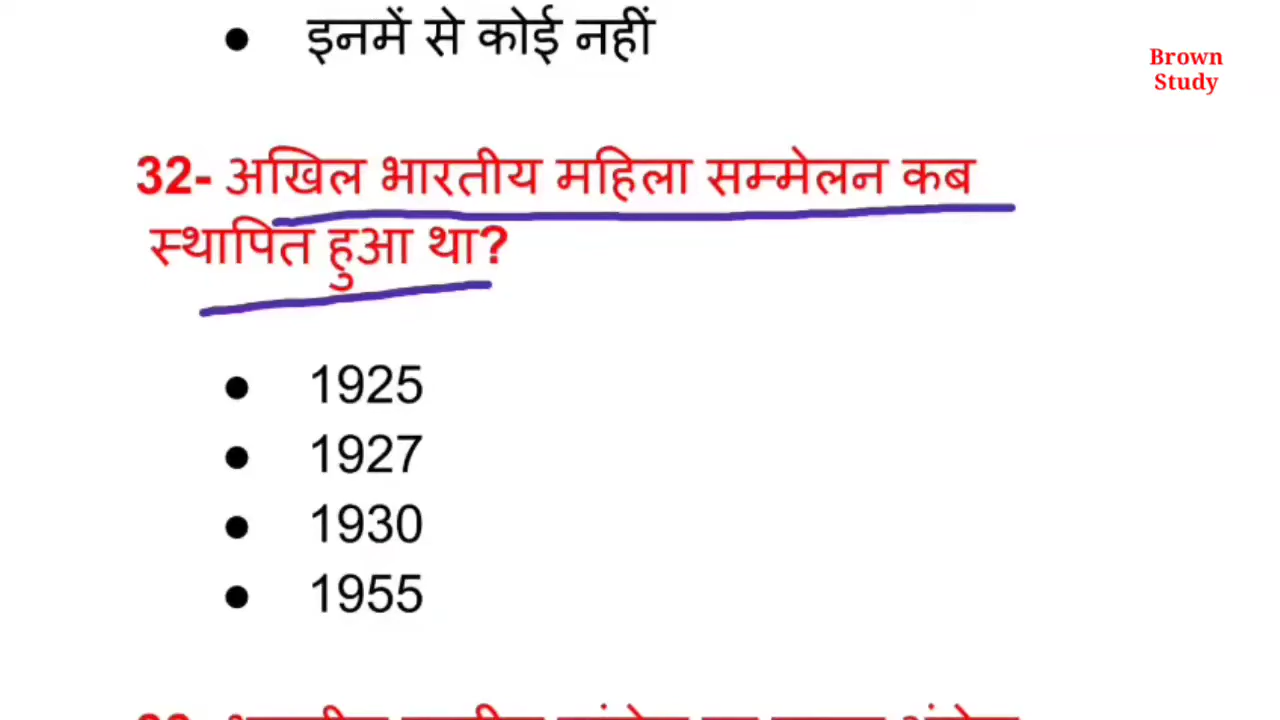 इनमें से कोई नहीं
Brown
Study
32- अखिल भारतीय महिला सम्मेलन कब
स्थापित हुआ था?
1925
1927
1930
1955